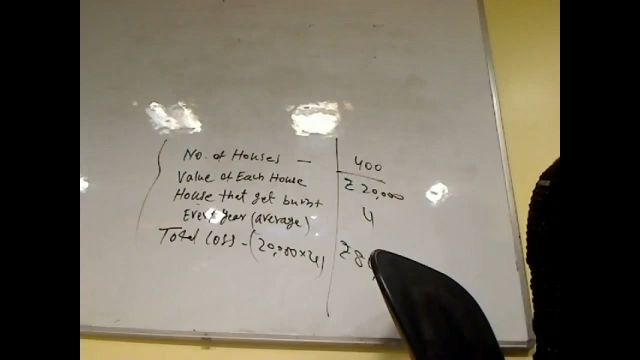 No. of Houses — 400
Value of Each House ₹ 20,000
House that get burnt
Every year (average) 4
Total Loss - (20,000 x 4) ₹ 8